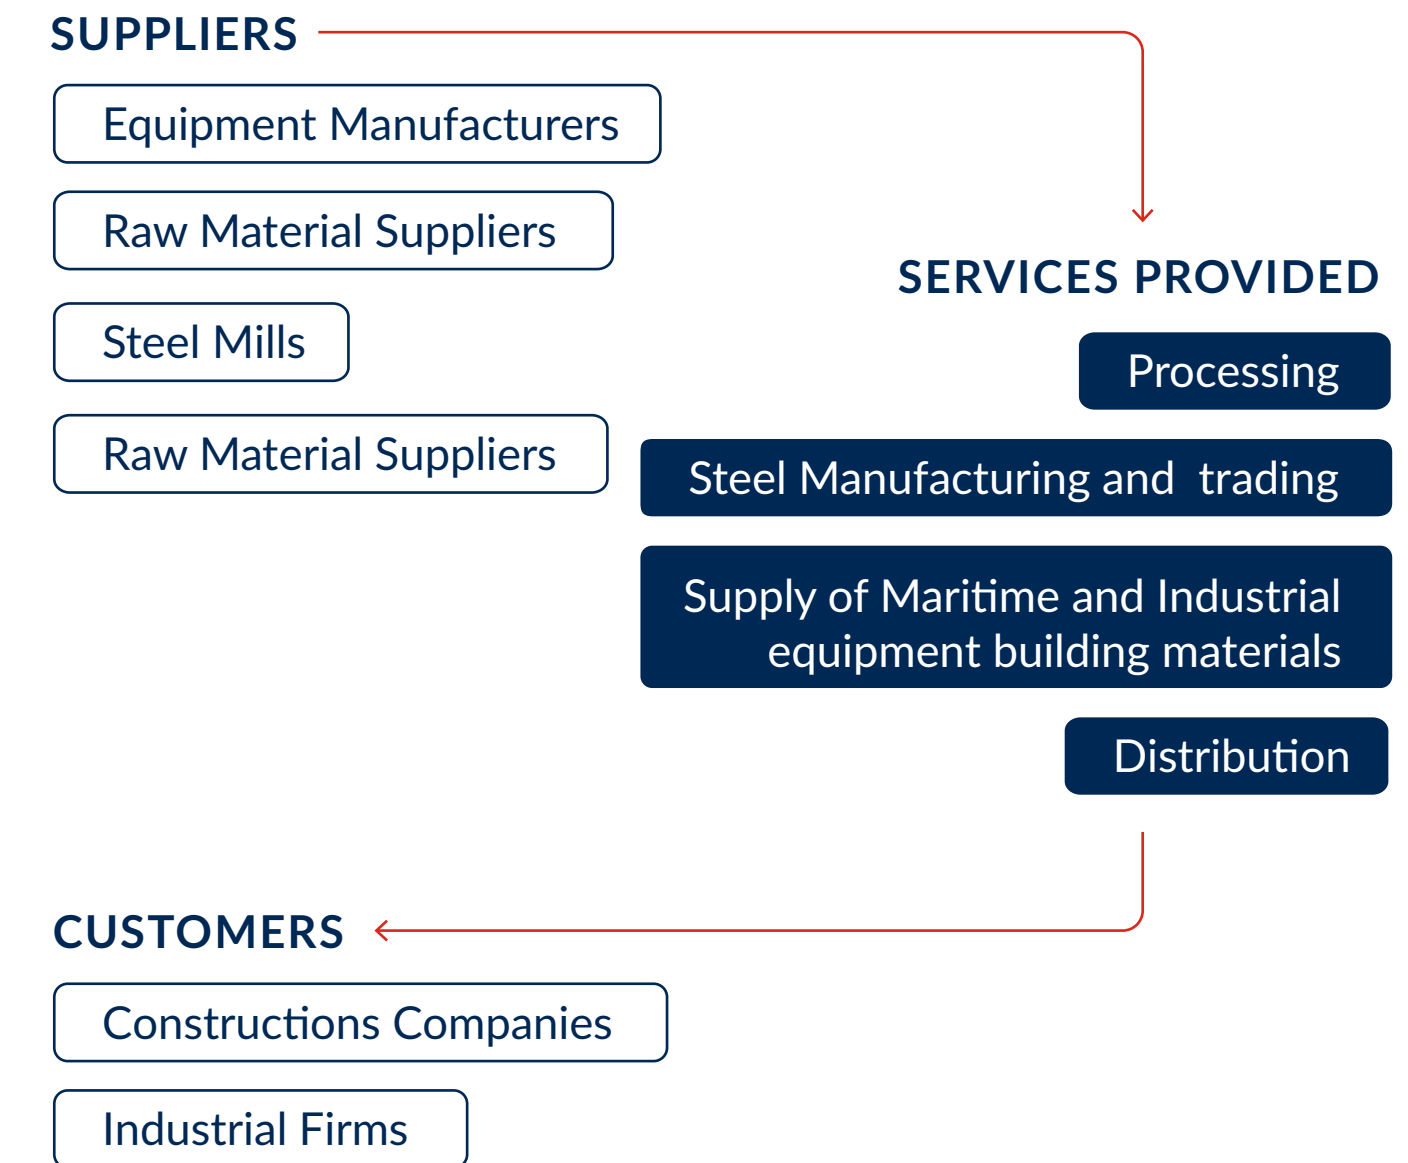 SUPPLIERS
Equipment Manufacturers
Raw Material Suppliers
Steel Mills
Raw Material Suppliers
SERVICES PROVIDED
Processing
Steel Manufacturing and  trading
Supply of Maritime and Industrial
equipment building materials
Distribution
CUSTOMERS
Constructions Companies
Industrial Firms